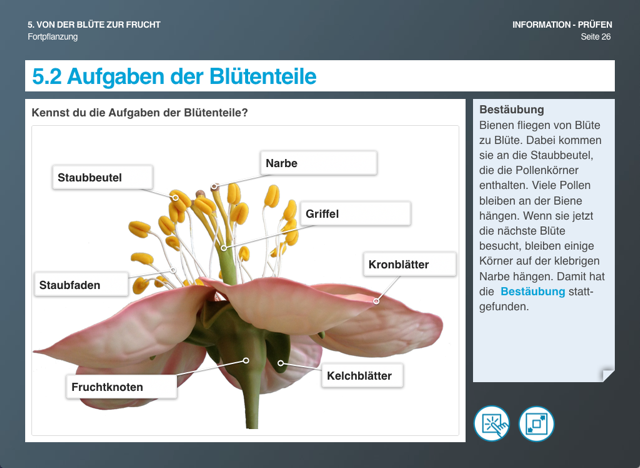 5. VON DER BLÜTE ZUR FRUCHT
Fortpflanzung
INFORMATION - PRÜFEN
Seite 26
5.2 Aufgaben der Blütenteile
Kennst du die Aufgaben der Blütenteile?
Narbe
Staubbeutel
Griffel
Kronblätter
Staubfaden
Kelchblätter
Fruchtknoten
Bestäubung
Bienen fliegen von Blüte
zu Blüte. Dabei kommen
sie an die Staubbeutel,
die die Pollenkörner
enthalten. Viele Pollen
bleiben an der Biene
hängen. Wenn sie jetzt
die nächste Blüte
besucht, bleiben einige
Körner auf der klebrigen
Narbe hängen. Damit hat
die Bestäubung statt-
gefunden.